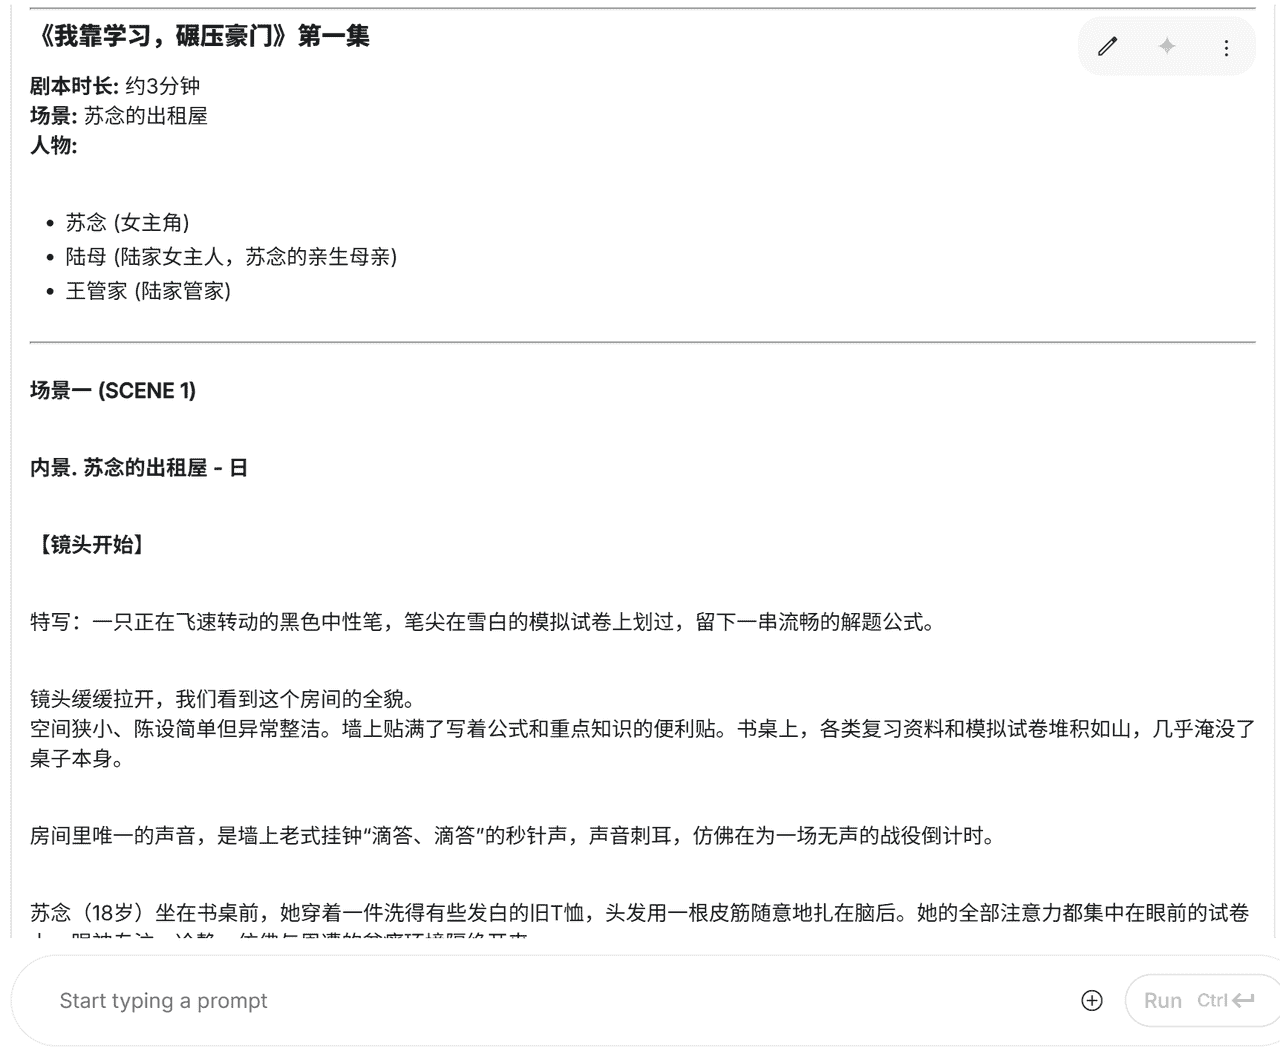 《我靠学习，碾压豪门》第一集
剧本时长: 约3分钟
场景: 苏念的出租屋
人物:
• 苏念 (女主角)
• 陆母 (陆家女主人，苏念的亲生母亲)
• 王管家 (陆家管家)
场景一 (SCENE 1)
内景. 苏念的出租屋 - 日
【镜头开始】
特写：一只正在飞速转动的黑色中性笔，笔尖在雪白的模拟试卷上划过，留下一串流畅的解题公式。
镜头缓缓拉开，我们看到这个房间的全貌。
空间狭小、陈设简单但异常整洁。墙上贴满了写着公式和重点知识的便利贴。书桌上，各类复习资料和模拟试卷堆积如山，几乎淹没了
桌子本身。
房间里唯一的声音，是墙上老式挂钟“滴答、滴答”的秒针声，声音刺耳，仿佛在为一场无声的战役倒计时。
苏念（18岁）坐在书桌前，她穿着一件洗得有些发白的旧T恤，头发用一根皮筋随意地扎在脑后。她的全部注意力都集中在眼前的试卷
Start typing a prompt
Run Ctrl